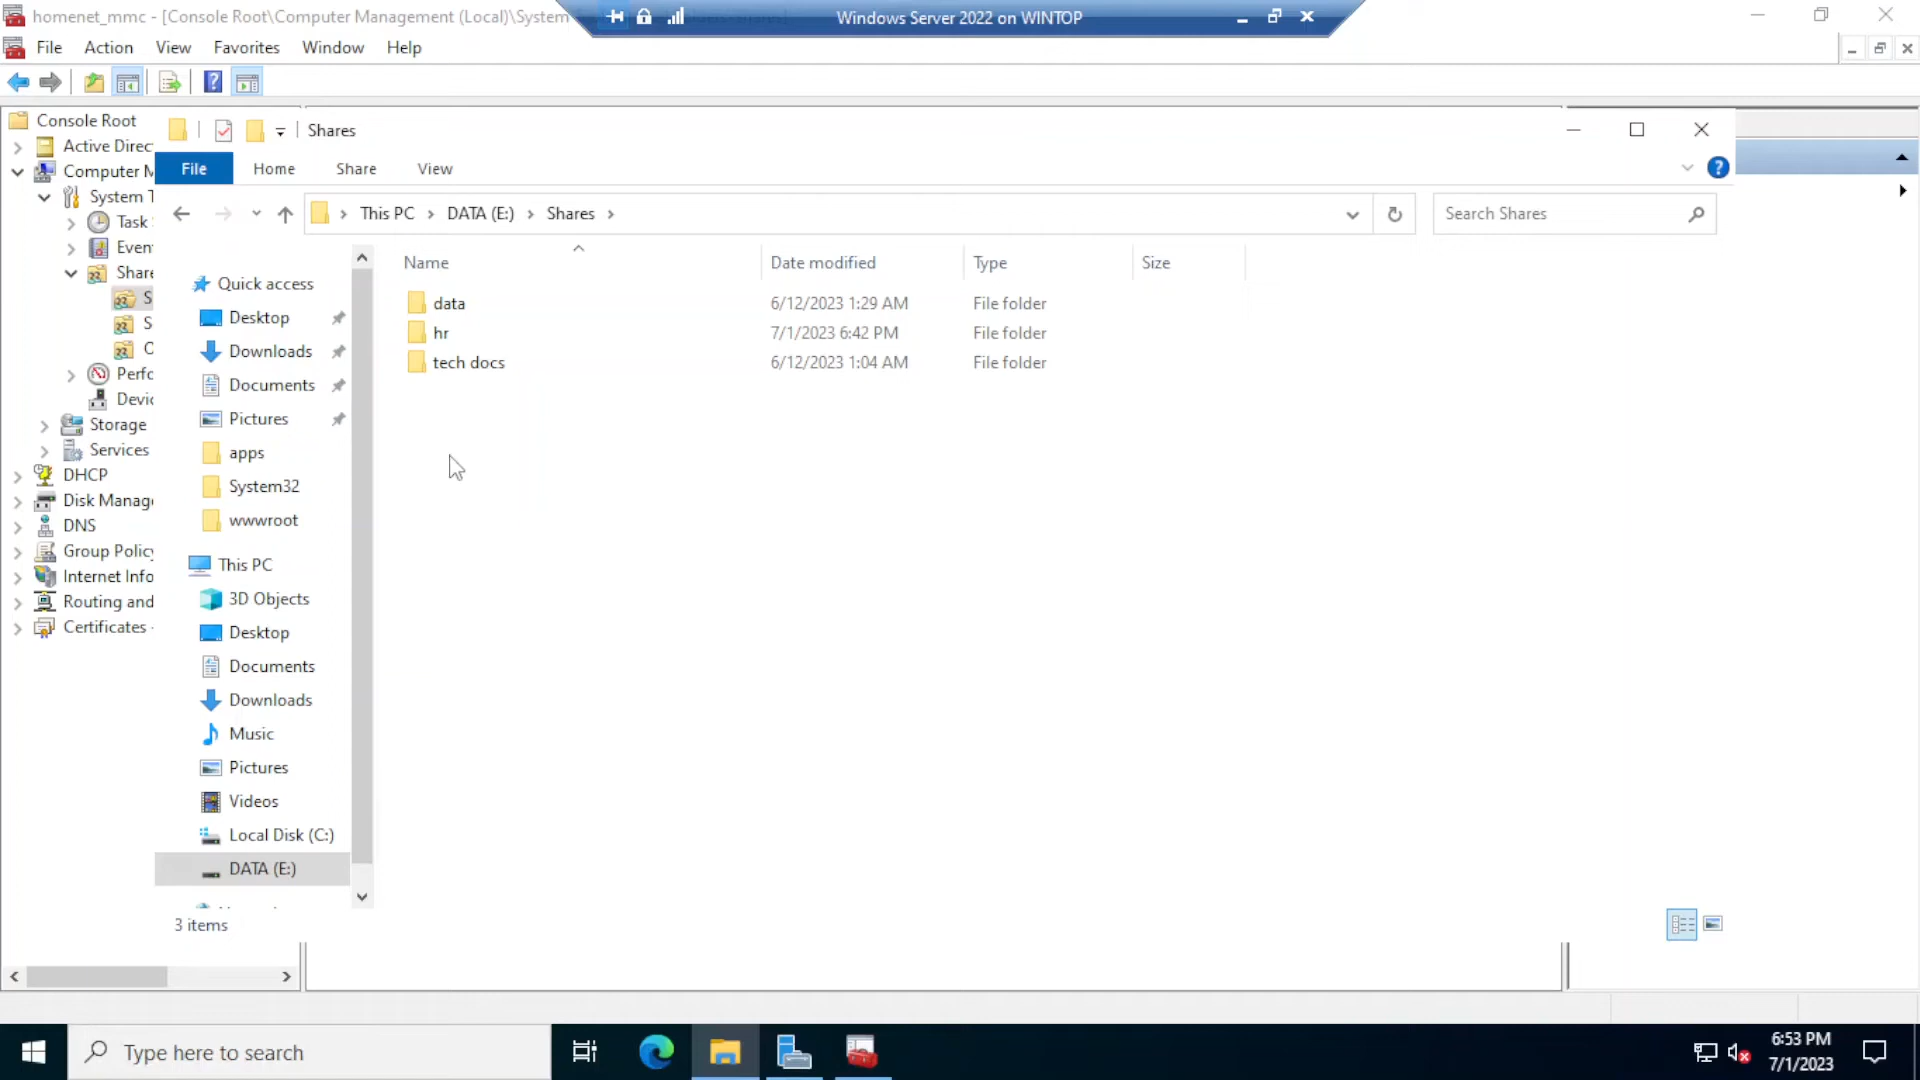 homenet_mmc - [Console Root\Computer Management (Local)\System
Windows Server 2022 on WINTOP
File Action View Favorites Window Help
Console Root
Active Direc
Computer M
System T
Task
Even
Share
S
S
O
Perfo
Devic
Storage
Services
DHCP
Disk Manage
DNS
Group Policy
Internet Info
Routing and
Certificates -
Shares
File Home Share View
This PC > DATA (E:) > Shares >
Search Shares
Quick access
Desktop
Downloads
Documents
Pictures
apps
System32
wwwroot
This PC
3D Objects
Desktop
Documents
Downloads
Music
Pictures
Videos
Local Disk (C:)
DATA (E:)
Name Date modified Type Size
data 6/12/2023 1:29 AM File folder
hr 7/1/2023 6:42 PM File folder
tech docs 6/12/2023 1:04 AM File folder
3 items
Type here to search
6:53 PM
7/1/2023